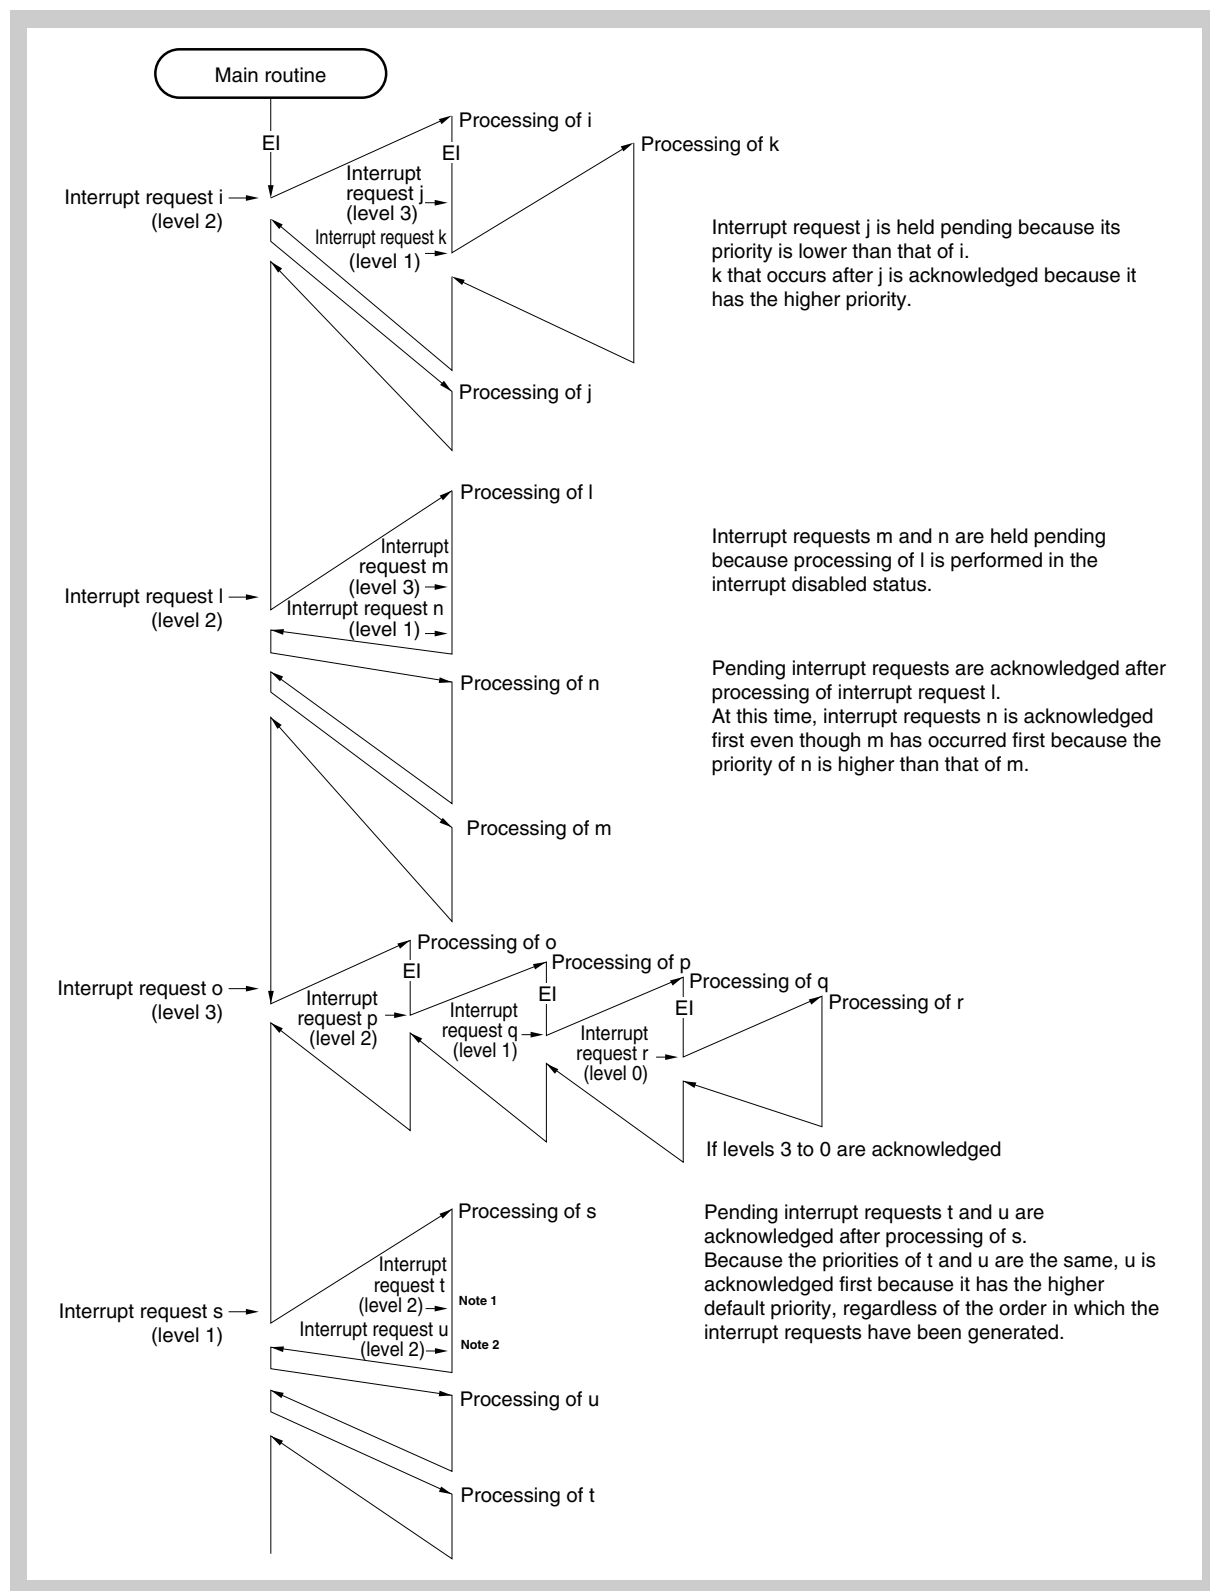 Main routine
EI
Processing of i
EI
Processing of k
Interrupt request i
(level 2)
Interrupt
request j
(level 3)
Interrupt request k
(level 1)
Interrupt request j is held pending because its
priority is lower than that of i.
k that occurs after j is acknowledged because it
has the higher priority.
Processing of j
Processing of l
Interrupt request l
(level 2)
Interrupt
request m
(level 3)
Interrupt request n
(level 1)
Interrupt requests m and n are held pending
because processing of l is performed in the
interrupt disabled status.
Processing of n
Pending interrupt requests are acknowledged after
processing of interrupt request l.
At this time, interrupt requests n is acknowledged
first even though m has occurred first because the
priority of n is higher than that of m.
Processing of m
Processing of o
EI
Processing of p
EI
Processing of q
EI
Processing of r
Interrupt request o
(level 3)
Interrupt
request p
(level 2)
Interrupt
request q
(level 1)
Interrupt
request r
(level 0)
If levels 3 to 0 are acknowledged
Processing of s
Interrupt request s
(level 1)
Interrupt
request t
(level 2)
Note 1
Interrupt request u
(level 2)
Note 2
Pending interrupt requests t and u are
acknowledged after processing of s.
Because the priorities of t and u are the same, u is
acknowledged first because it has the higher
default priority, regardless of the order in which the
interrupt requests have been generated.
Processing of u
Processing of t